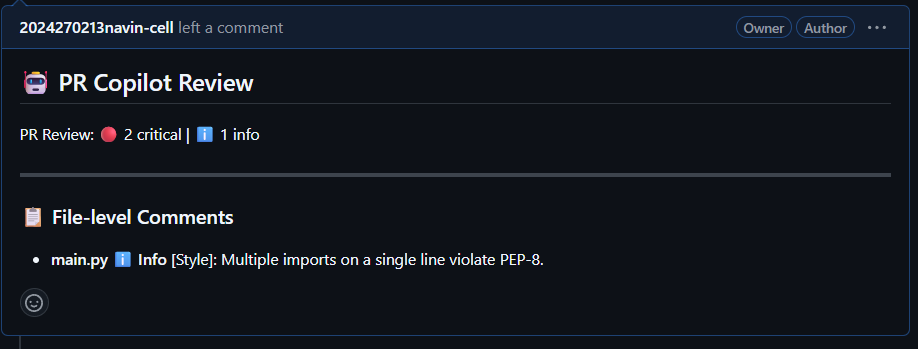 2024270213navin-cell left a comment Owner Author
PR Copilot Review
PR Review: 2 critical | 1 info
File-level Comments
main.py Info [Style]: Multiple imports on a single line violate PEP-8.